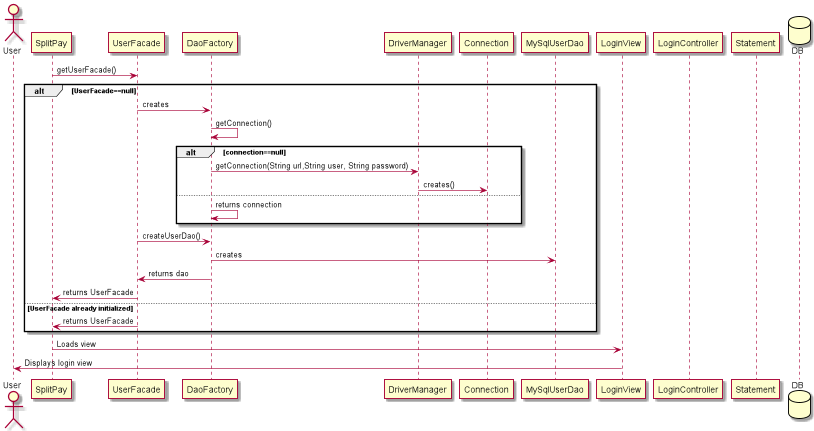 User
SplitPay
UserFacade
DaoFactory
DriverManager
Connection
MySqlUserDao
LoginView
LoginController
Statement
DB
getUserFacade()
alt
[UserFacade==null]
creates
getConnection()
alt
[connection==null]
getConnection(String url,String user, String password)
creates()
returns connection
createUserDao()
creates
returns dao
returns UserFacade
[UserFacade already initialized]
returns UserFacade
Loads view
Displays login view
User
SplitPay
UserFacade
DaoFactory
DriverManager
Connection
MySqlUserDao
LoginView
LoginController
Statement
DB